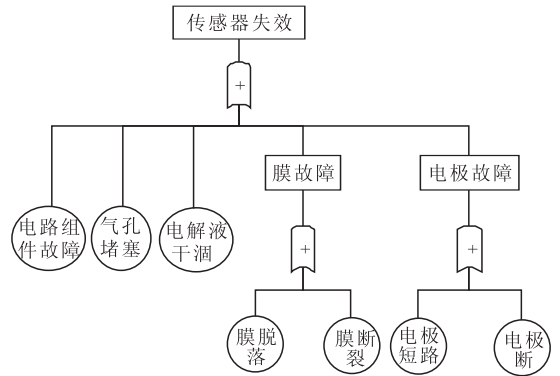 传感器失效
+
膜故障
电极故障
电路组
件故障
气孔
堵塞
电解液
干涸
+
+
膜脱
落
膜断
裂
电极
短路
电极
断